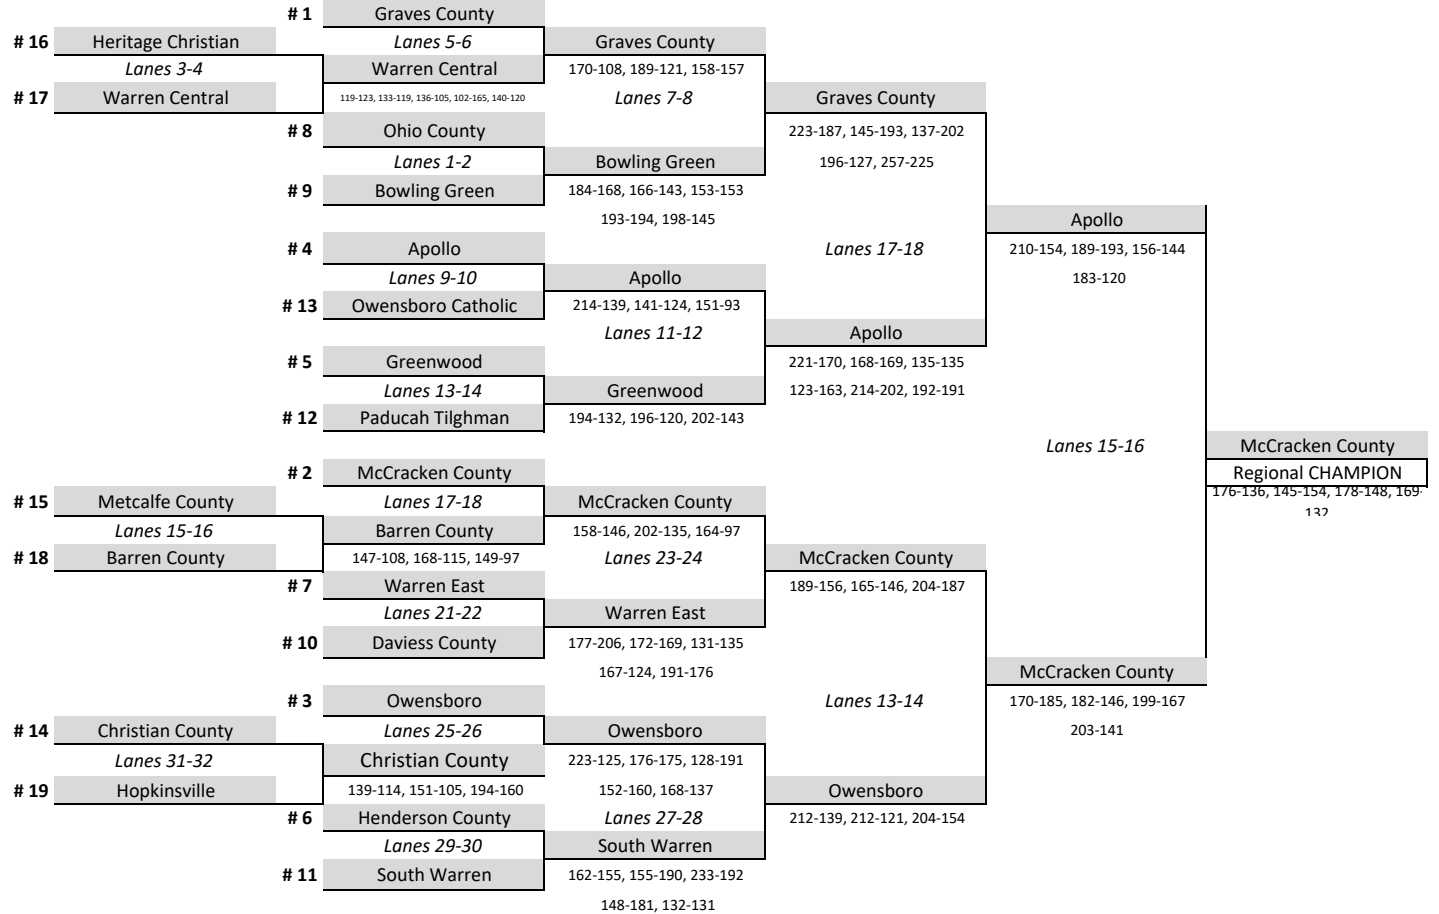 # 1 Graves County
# 16 Heritage Christian Lanes 5-6 Graves County
Lanes 3-4 Warren Central 170-108, 189-121, 158-157
# 17 Warren Central 119-123, 133-119, 136-105, 102-165, 140-120 Lanes 7-8 Graves County
# 8 Ohio County 223-187, 145-193, 137-202
Lanes 1-2 Bowling Green 196-127, 257-225
# 9 Bowling Green 184-168, 166-143, 153-153
193-194, 198-145 Apollo
# 4 Apollo Lanes 17-18 210-154, 189-193, 156-144
Lanes 9-10 Apollo 183-120
# 13 Owensboro Catholic 214-139, 141-124, 151-93
Lanes 11-12 Apollo
# 5 Greenwood 221-170, 168-169, 135-135
Lanes 13-14 Greenwood 123-163, 214-202, 192-191
# 12 Paducah Tilghman 194-132, 196-120, 202-143
Lanes 15-16 McCracken County
# 2 McCracken County Regional CHAMPION
# 15 Metcalfe County Lanes 17-18 McCracken County 176-136, 145-154, 178-148, 169-
132
Lanes 15-16 Barren County 158-146, 202-135, 164-97
# 18 Barren County 147-108, 168-115, 149-97 Lanes 23-24 McCracken County
# 7 Warren East 189-156, 165-146, 204-187
Lanes 21-22 Warren East
# 10 Daviess County 177-206, 172-169, 131-135
167-124, 191-176 McCracken County
# 3 Owensboro Lanes 13-14 170-185, 182-146, 199-167
# 14 Christian County Lanes 25-26 Owensboro 203-141
Lanes 31-32 Christian County 223-125, 176-175, 128-191
# 19 Hopkinsville 139-114, 151-105, 194-160 152-160, 168-137 Owensboro
# 6 Henderson County Lanes 27-28 212-139, 212-121, 204-154
Lanes 29-30 South Warren
# 11 South Warren 162-155, 155-190, 233-192
148-181, 132-131